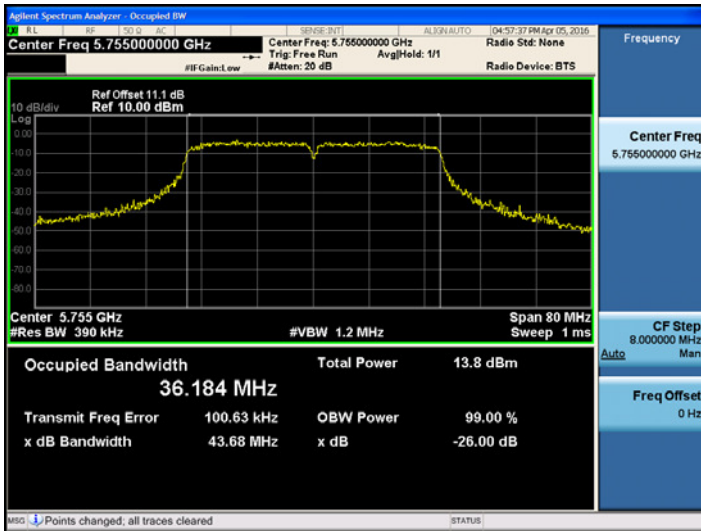 Agilent Spectrum Analyzer - Occupied BW
RL RF 50 Ω AC SENSE:INT ALIGN AUTO 04:57:37 PM Apr 05, 2016
Center Freq 5.755000000 GHz
Center Freq: 5.755000000 GHz
Radio Std: None
Trig: Free Run Avg|Hold: 1/1
#IFGain:Low #Atten: 20 dB Radio Device: BTS
Ref Offset 11.1 dB
10 dB/div Ref 10.00 dBm
Log
0.00
-10.0
-20.0
-30.0
-40.0
-50.0
-60.0
-70.0
-80.0
Center 5.755 GHz Span 80 MHz
#Res BW 390 kHz #VBW 1.2 MHz Sweep 1 ms
Occupied Bandwidth Total Power 13.8 dBm
36.184 MHz
Transmit Freq Error 100.63 kHz OBW Power 99.00 %
x dB Bandwidth 43.68 MHz x dB -26.00 dB
MSG Points changed; all traces cleared STATUS
Frequency
Center Freq
5.755000000 GHz
CF Step
8.000000 MHz
Auto Man
Freq Offset
0 Hz